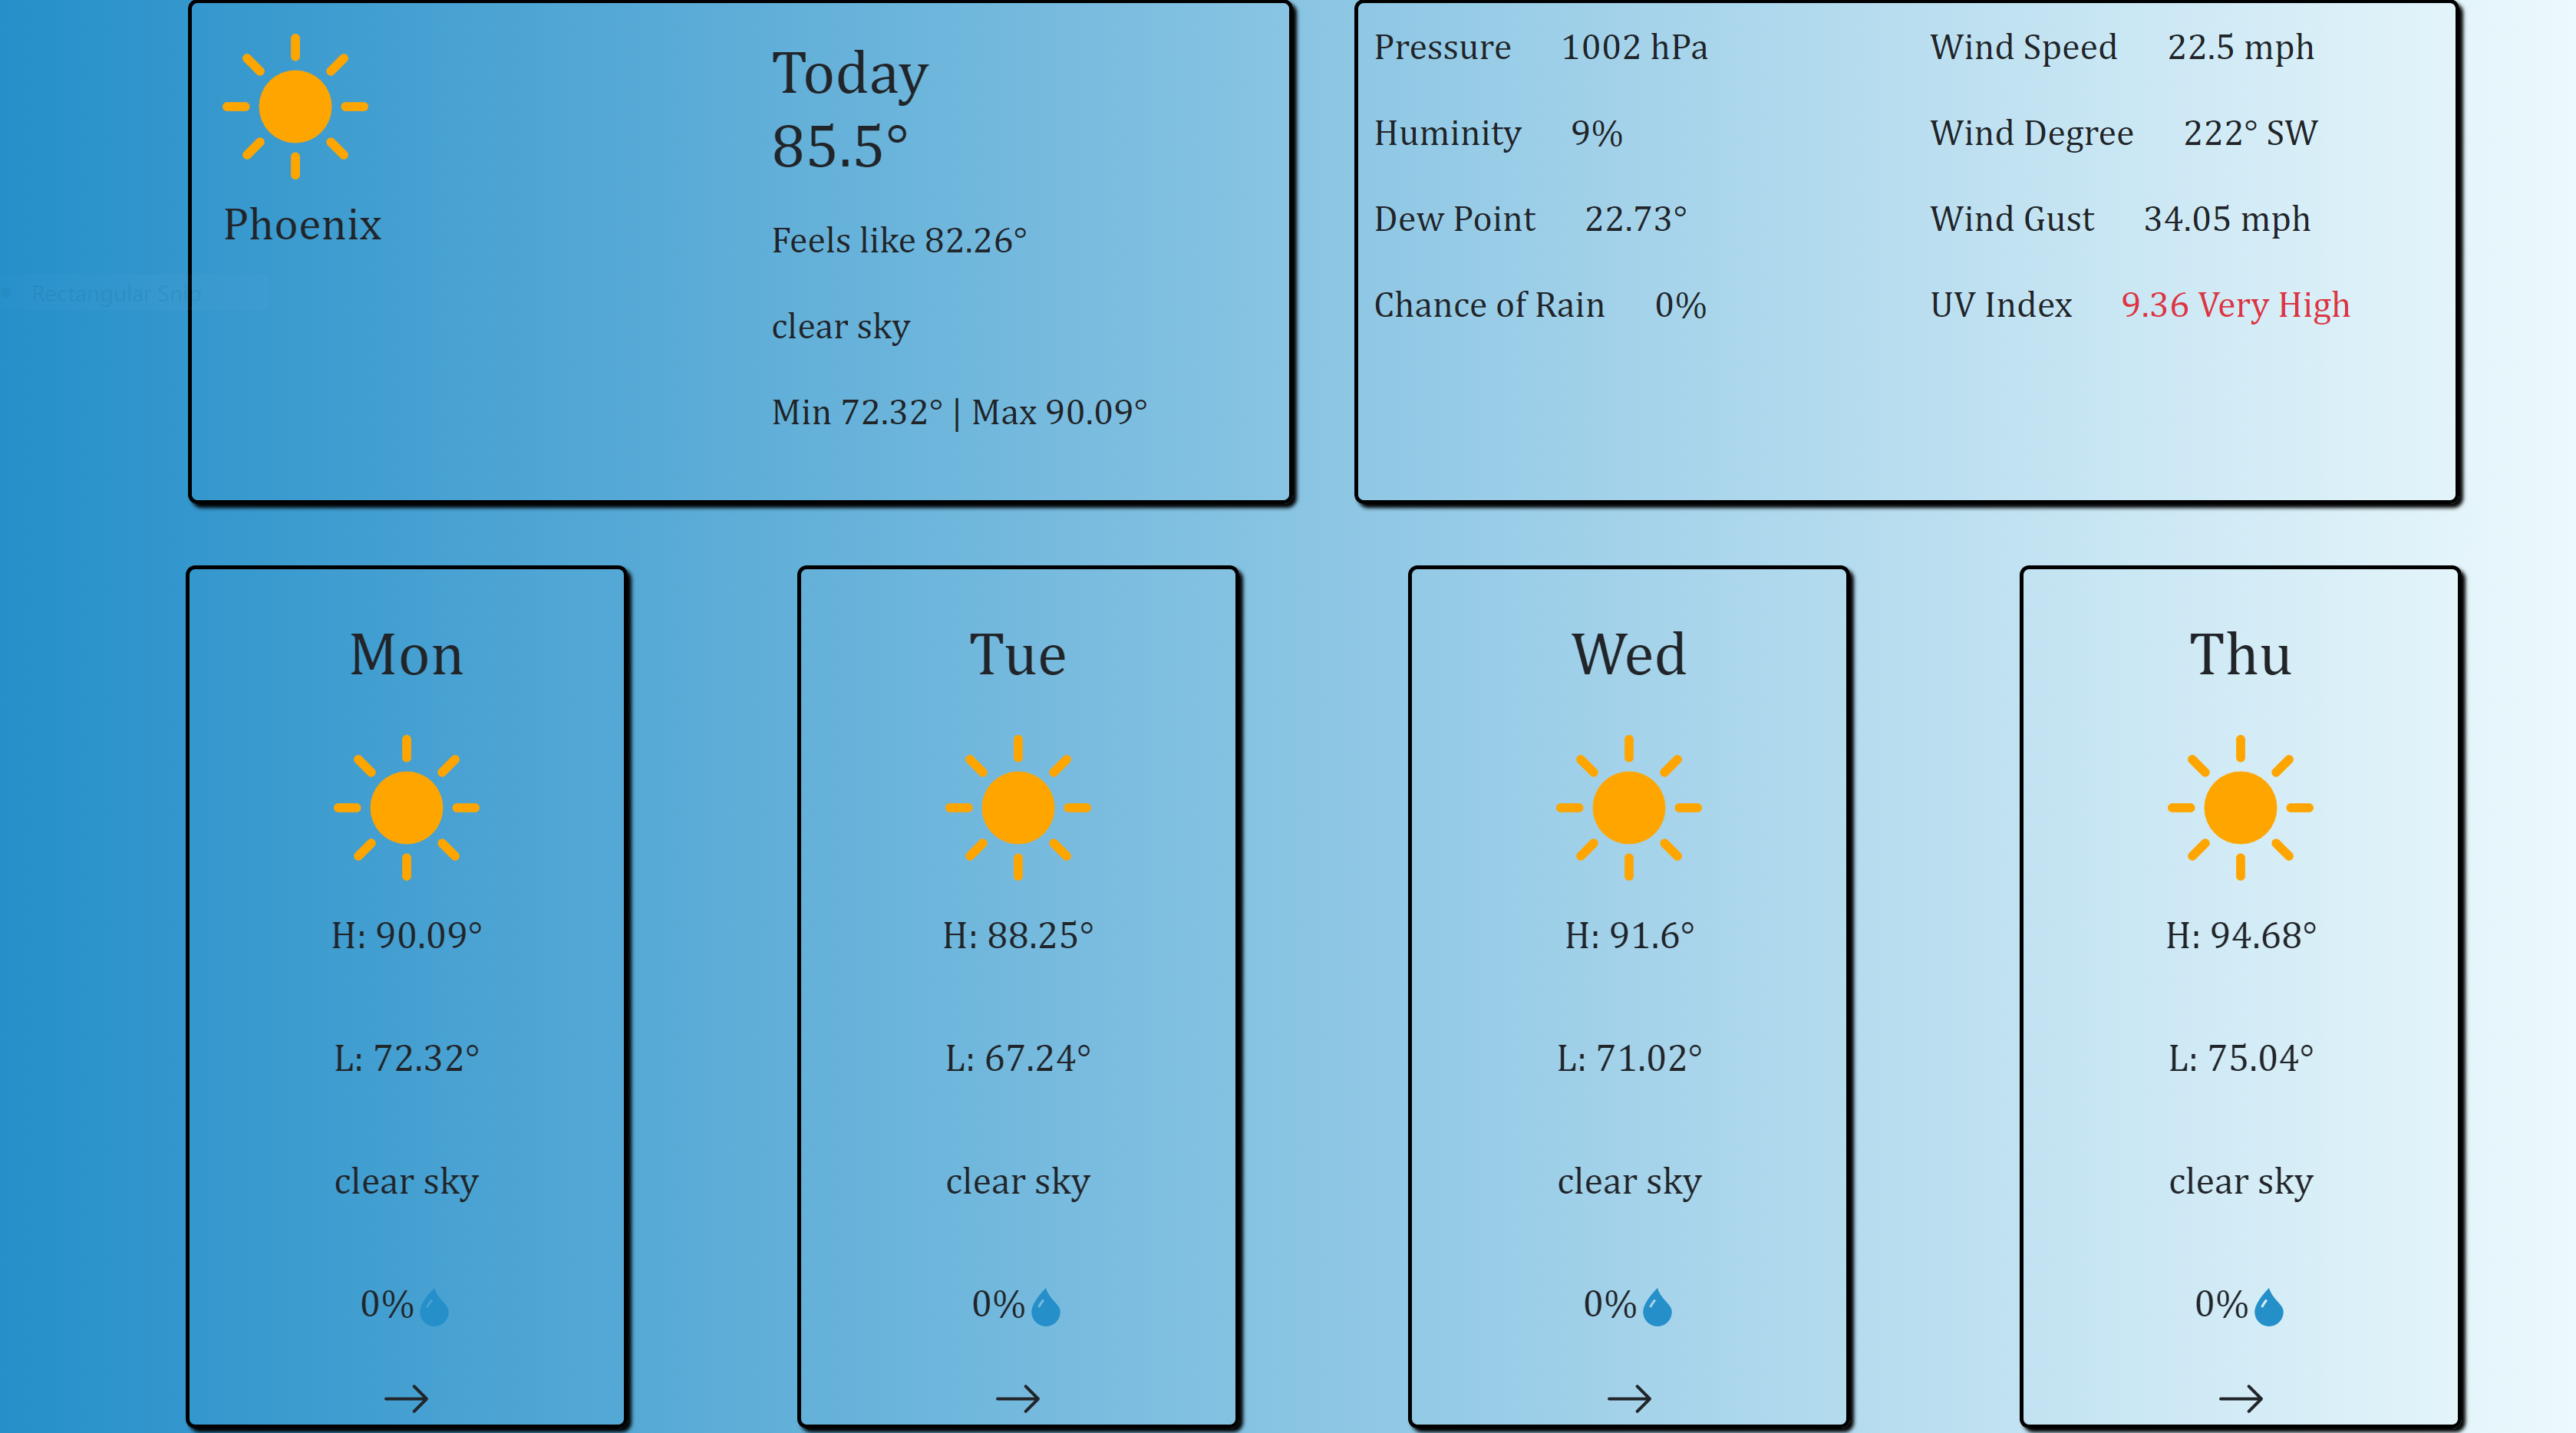 Phoenix
Today
85.5°
Feels like 82.26°
clear sky
Min 72.32° | Max 90.09°
Rectangular Snip
Pressure 1002 hPa
Huminity 9%
Dew Point 22.73°
Chance of Rain 0%
Wind Speed 22.5 mph
Wind Degree 222° SW
Wind Gust 34.05 mph
UV Index 9.36 Very High
Mon
H: 90.09°
L: 72.32°
clear sky
0%
Tue
H: 88.25°
L: 67.24°
clear sky
0%
Wed
H: 91.6°
L: 71.02°
clear sky
0%
Thu
H: 94.68°
L: 75.04°
clear sky
0%